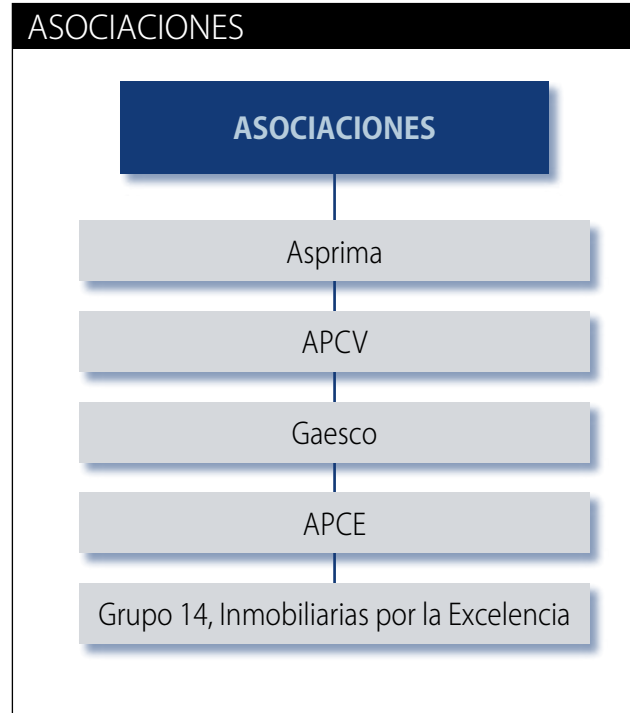 ASOCIACIONES
ASOCIACIONES
Asprima
APCV
Gaesco
APCE
Grupo 14, Inmobiliarias por la Excelencia